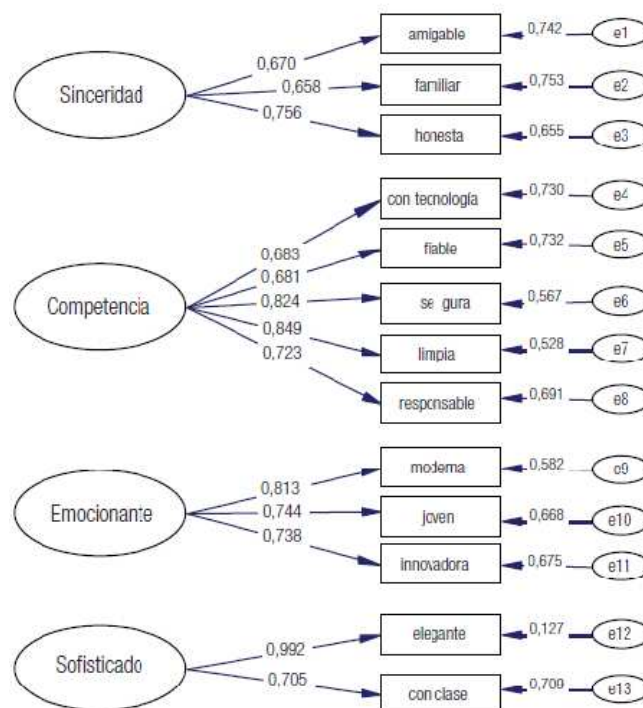 amigable 0,742 e1
0,670
Sinceridad 0,658 familiar 0,753 e2
0,756
honesta 0,655 e3
con tecnología 0,730 e4
0,683 fiable 0,732 e5
0,681
Competencia 0,824 se gura 0,567 e6
0,849
0,723 limpia 0,528 e7
responsable 0,691 e8
moderna 0,582 e9
0,813
Emocionante 0,744 joven 0,668 e10
0,738
innovadora 0,675 e11
elegante 0,127 e12
0,992
Sofisticado
0,705 con clase 0,709 e13